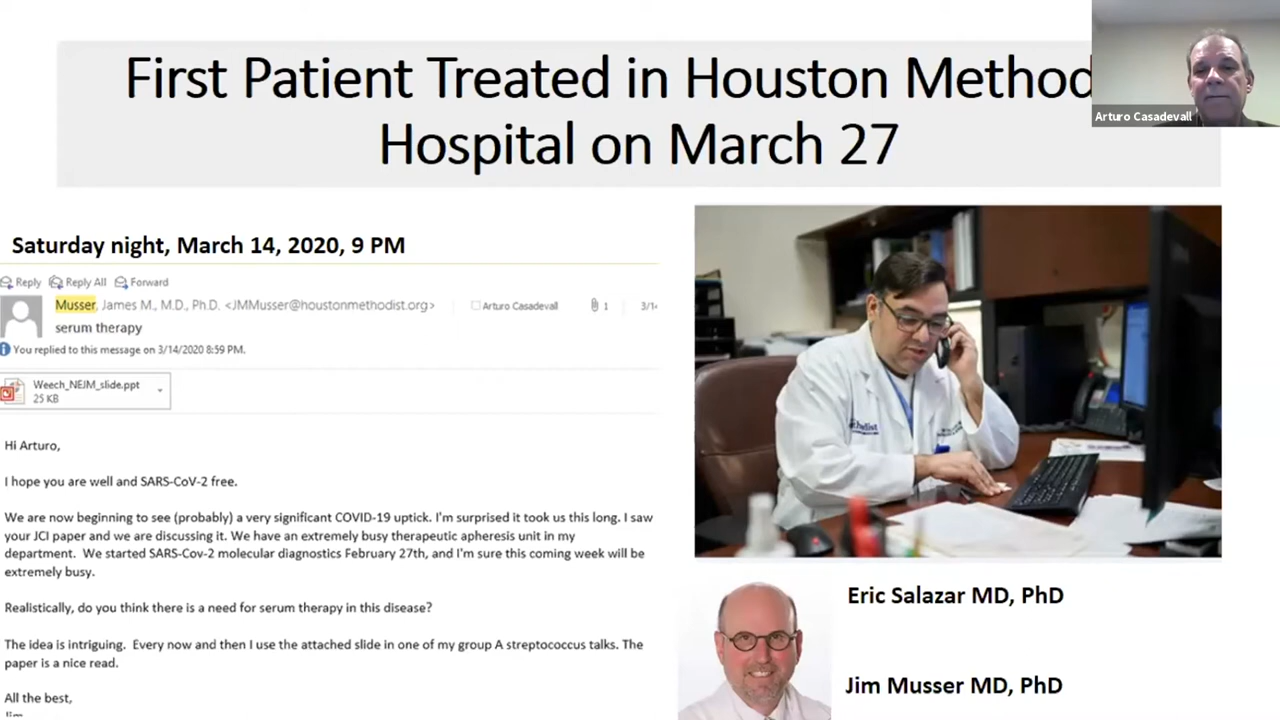 First Patient Treated in Houston Method
Hospital on March 27
Arturo Casadevall
Saturday night, March 14, 2020, 9 PM
Reply Reply All Forward
Musser, James M., M.D., Ph.D. <JMMusser@houstonmethodist.org>
Arturo Casadevall
1
3/14
serum therapy
You replied to this message on 3/14/2020 8:59 PM.
Weech_NEJM_slide.ppt
25 KB
Hi Arturo,
I hope you are well and SARS-CoV-2 free.
We are now beginning to see (probably) a very significant COVID-19 uptick. I'm surprised it took us this long. I saw
your JCI paper and we are discussing it. We have an extremely busy therapeutic apheresis unit in my
department. We started SARS-Cov-2 molecular diagnostics February 27th, and I'm sure this coming week will be
extremely busy.
Realistically, do you think there is a need for serum therapy in this disease?
The idea is intriguing. Every now and then I use the attached slide in one of my group A streptococcus talks. The
paper is a nice read.
All the best,
Jim
Eric Salazar MD, PhD
Jim Musser MD, PhD